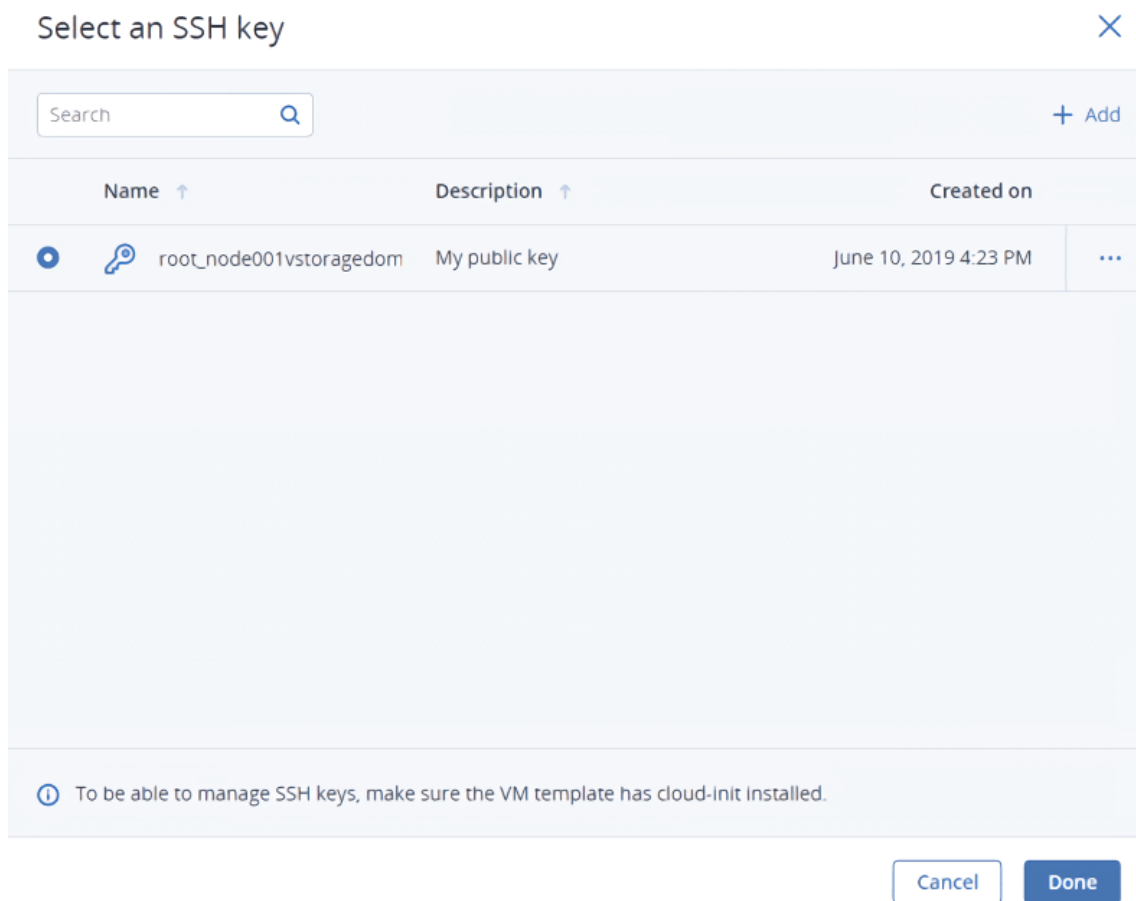 Select an SSH key
Search
+ Add
Name Description Created on
root_node001vstoragedom My public key June 10, 2019 4:23 PM
To be able to manage SSH keys, make sure the VM template has cloud-init installed.
Cancel Done